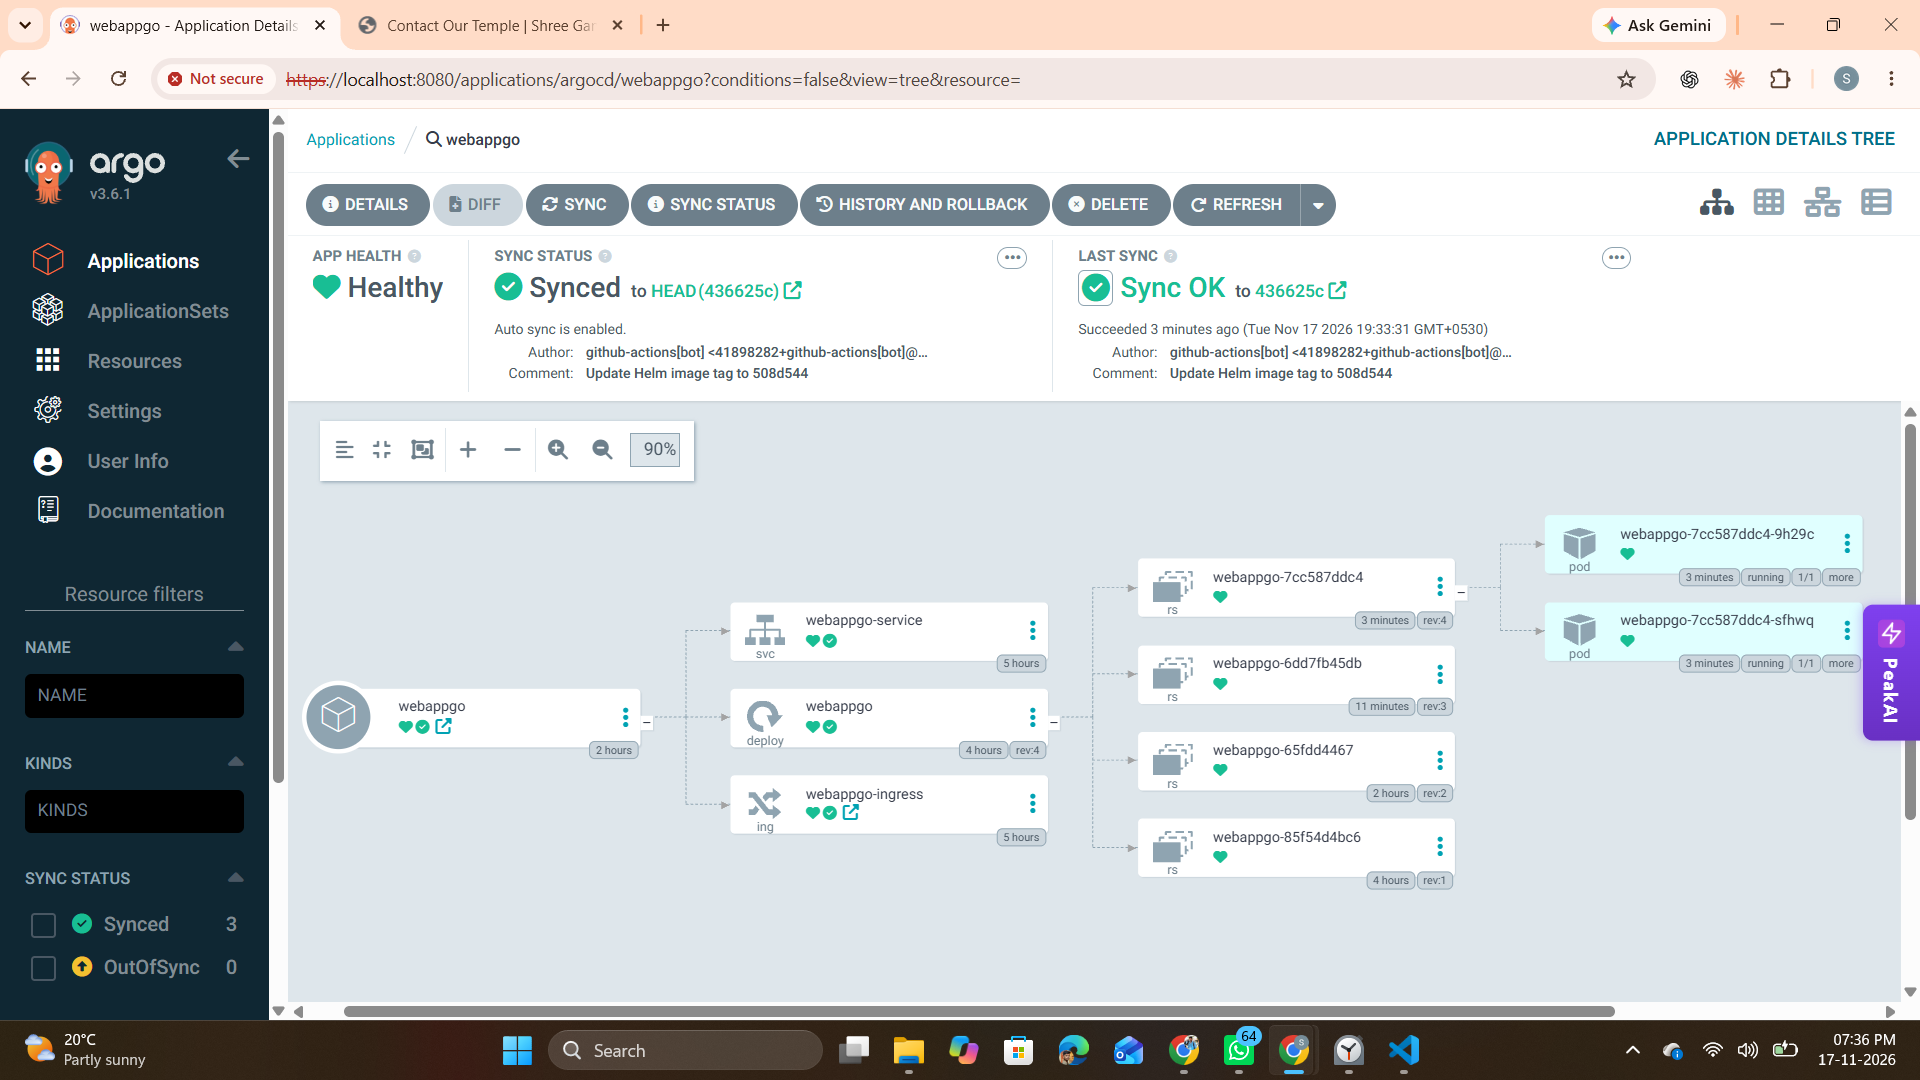 webappgo - Application Details
Contact Our Temple | Shree Gar
Ask Gemini
Not secure
https://localhost:8080/applications/argocd/webappgo?conditions=false&view=tree&resource=
S
argo
v3.6.1
Applications
ApplicationSets
Resources
Settings
User Info
Documentation
Resource filters
NAME
NAME
KINDS
KINDS
SYNC STATUS
Synced 3
OutOfSync 0
Applications / webappgo
APPLICATION DETAILS TREE
DETAILS
DIFF
SYNC
SYNC STATUS
HISTORY AND ROLLBACK
DELETE
REFRESH
APP HEALTH
Healthy
SYNC STATUS
Synced to HEAD (436625c)
Auto sync is enabled.
Author: github-actions[bot] <41898282+github-actions[bot]@...
Comment: Update Helm image tag to 508d544
LAST SYNC
Sync OK to 436625c
Succeeded 3 minutes ago (Tue Nov 17 2026 19:33:31 GMT+0530)
Author: github-actions[bot] <41898282+github-actions[bot]@...
Comment: Update Helm image tag to 508d544
90%
webappgo
2 hours
webappgo-service
svc
5 hours
webappgo
deploy
4 hours rev:4
webappgo-ingress
ing
5 hours
webappgo-7cc587ddc4
rs
3 minutes rev:4
webappgo-6dd7fb45db
rs
11 minutes rev:3
webappgo-65fdd4467
rs
2 hours rev:2
webappgo-85f54d4bc6
rs
4 hours rev:1
webappgo-7cc587ddc4-9h29c
pod
3 minutes running 1/1 more
webappgo-7cc587ddc4-sfhwq
pod
3 minutes running 1/1 more
PeakAI
20°C
Partly sunny
Search
64
07:36 PM
17-11-2026